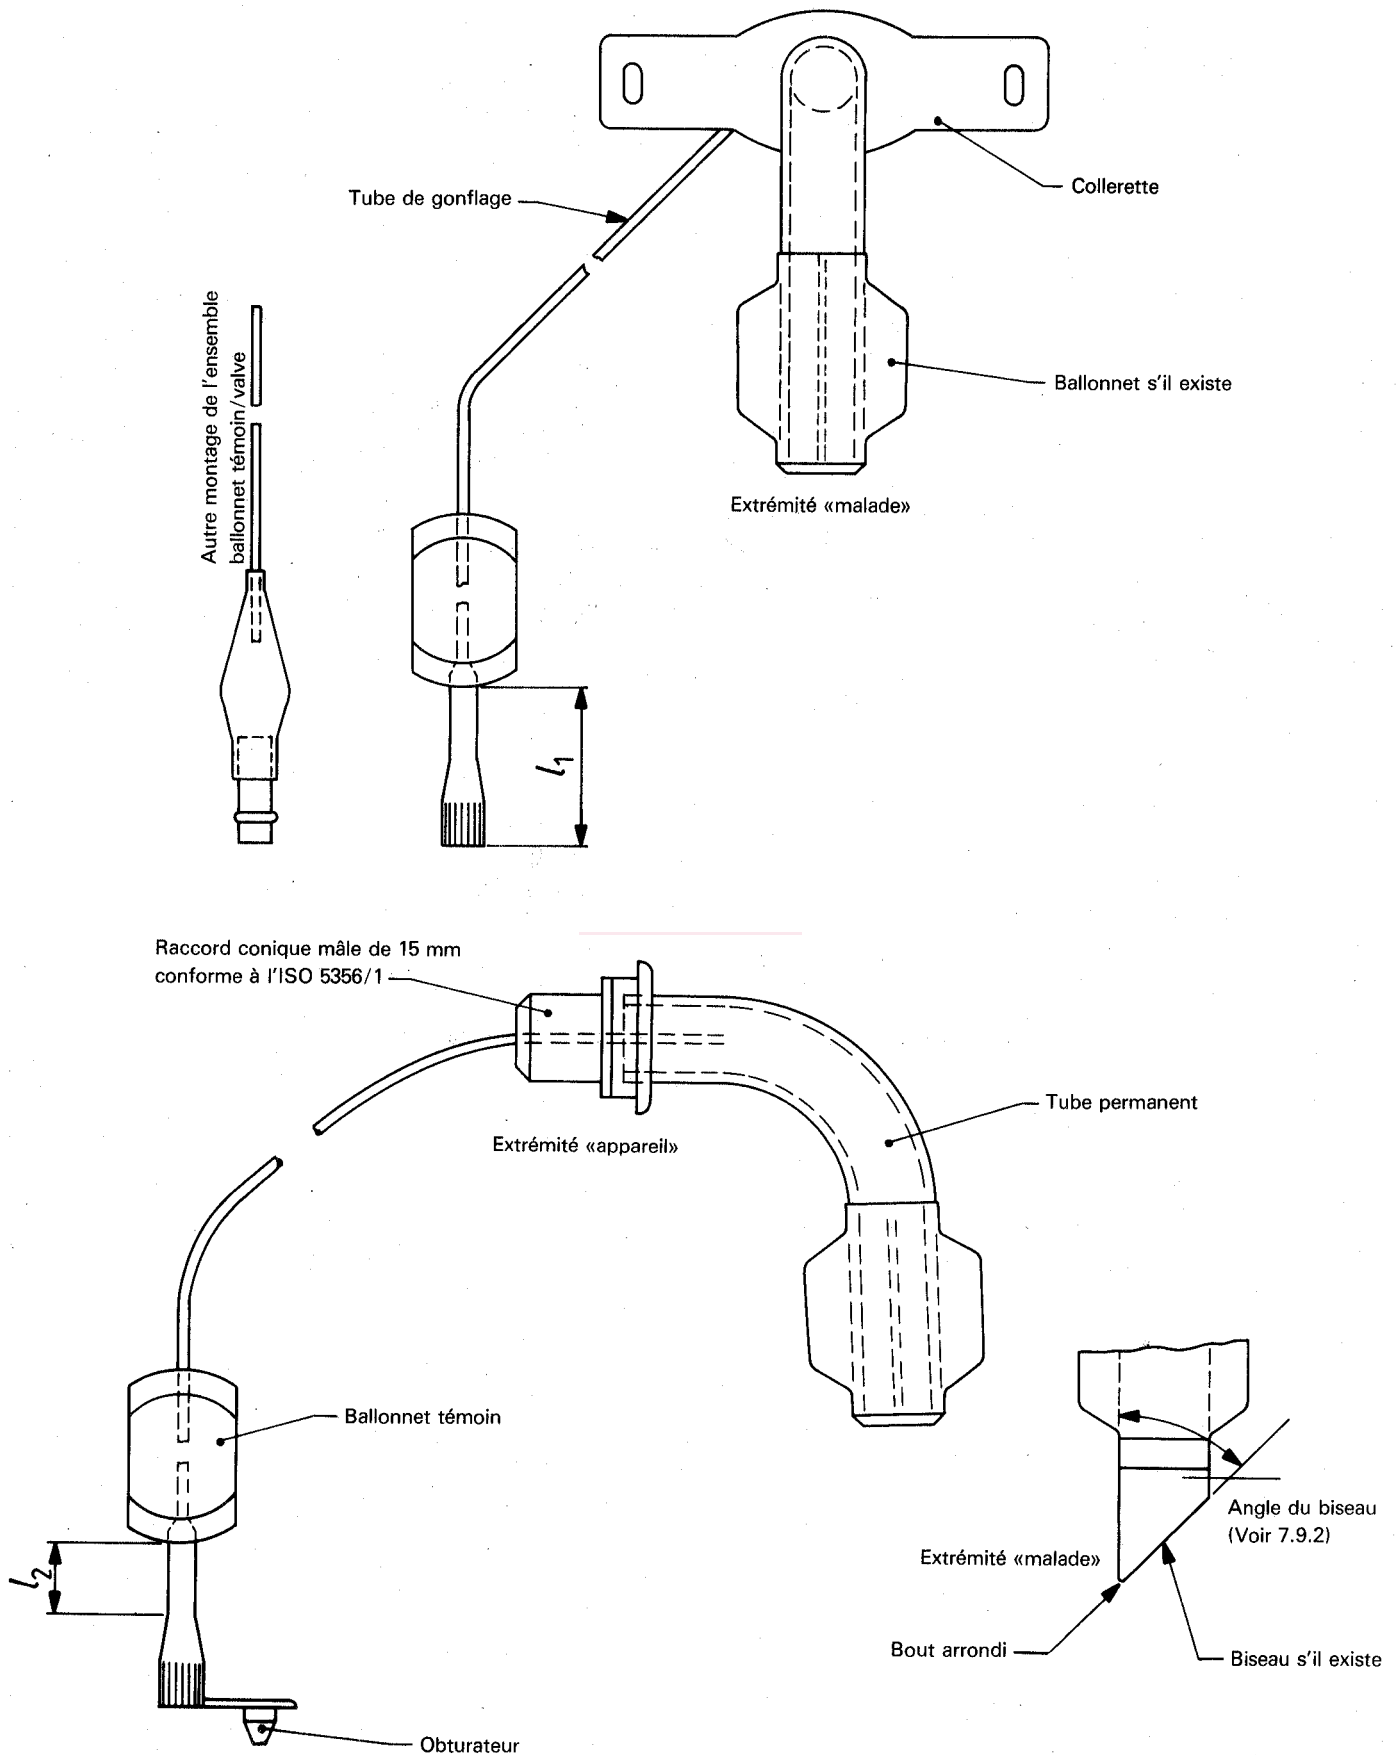 Collerette
Tube de gonflage
Autre montage de l'ensemble
ballonnet témoin/valve
Ballonnet s'il existe
Extrémité «malade»
l1
Raccord conique mâle de 15 mm
conforme à l'ISO 5356/1
Tube permanent
Extrémité «appareil»
Ballonnet témoin
Angle du biseau
(Voir 7.9.2)
Extrémité «malade»
l2
Bout arrondi
Biseau s'il existe
Obturateur